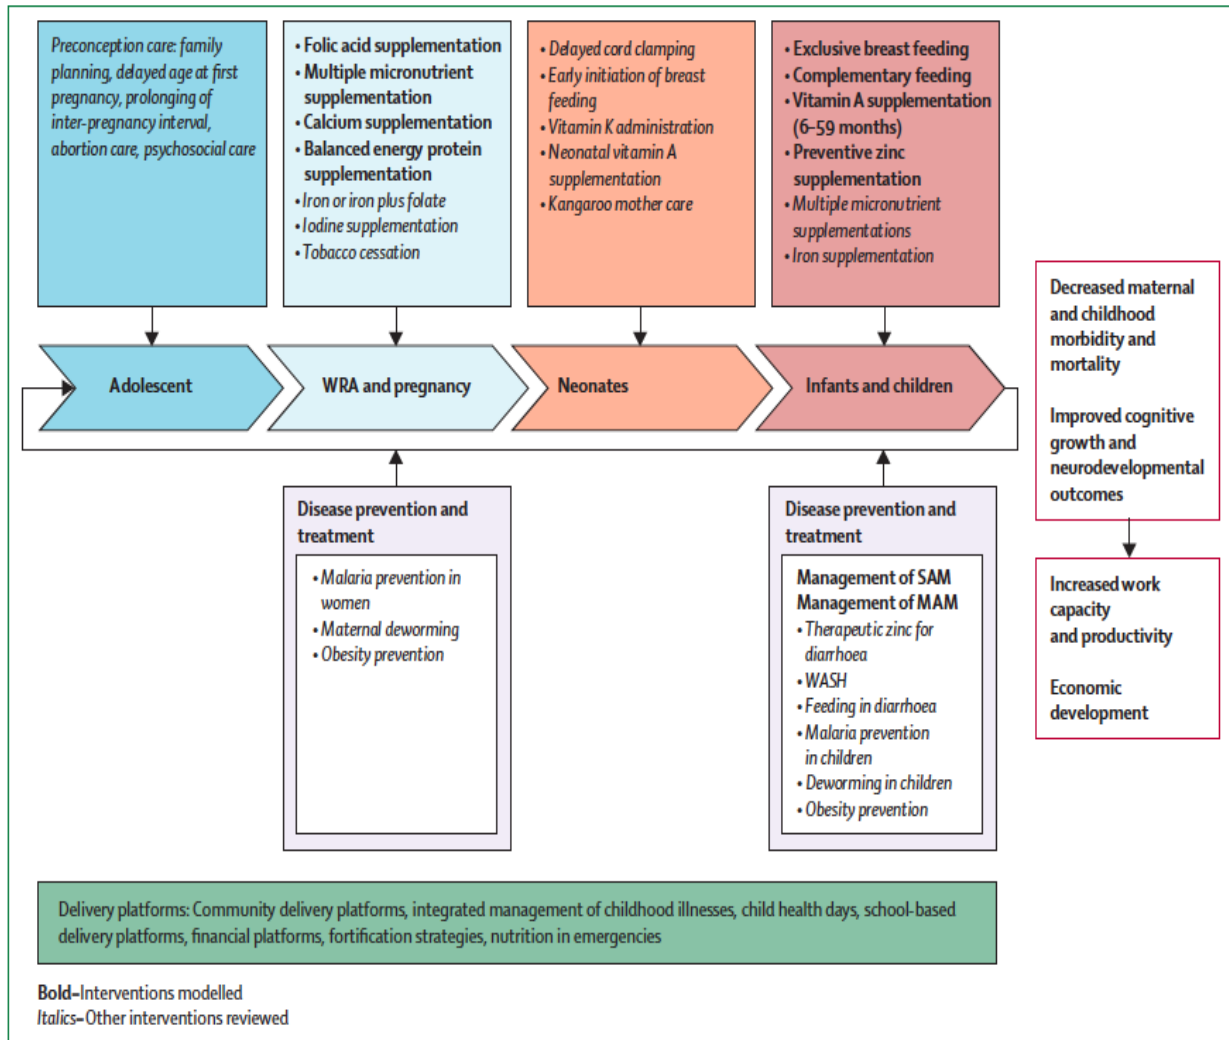 Preconception care: family
planning, delayed age at first
pregnancy, prolonging of
inter-pregnancy interval,
abortion care, psychosocial care
• Folic acid supplementation
• Multiple micronutrient
supplementation
• Calcium supplementation
• Balanced energy protein
supplementation
• Iron or iron plus folate
• Iodine supplementation
• Tobacco cessation
• Delayed cord clamping
• Early initiation of breast
feeding
• Vitamin K administration
• Neonatal vitamin A
supplementation
• Kangaroo mother care
• Exclusive breast feeding
• Complementary feeding
• Vitamin A supplementation
(6–59 months)
• Preventive zinc
supplementation
• Multiple micronutrient
supplementations
• Iron supplementation
Adolescent
WRA and pregnancy
Neonates
Infants and children
Disease prevention and
treatment
• Malaria prevention in
women
• Maternal deworming
• Obesity prevention
Disease prevention and
treatment
Management of SAM
Management of MAM
• Therapeutic zinc for
diarrhoea
• WASH
• Feeding in diarrhoea
• Malaria prevention
in children
• Deworming in children
• Obesity prevention
Decreased maternal
and childhood
morbidity and
mortality
Improved cognitive
growth and
neurodevelopmental
outcomes
Increased work
capacity
and productivity
Economic
development
Delivery platforms: Community delivery platforms, integrated management of childhood illnesses, child health days, school-based
delivery platforms, financial platforms, fortification strategies, nutrition in emergencies
Bold=Interventions modelled
Italics=Other interventions reviewed